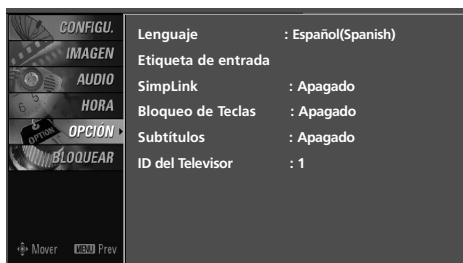 CONFIGU.
IMAGEN
AUDIO
HORA
OPCIÓN
BLOQUEAR
Mover MENU Prev
Lenguaje : Español(Spanish)
Etiqueta de entrada
SimpLink : Apagado
Bloqueo de Teclas : Apagado
Subtítulos : Apagado
ID del Televisor : 1